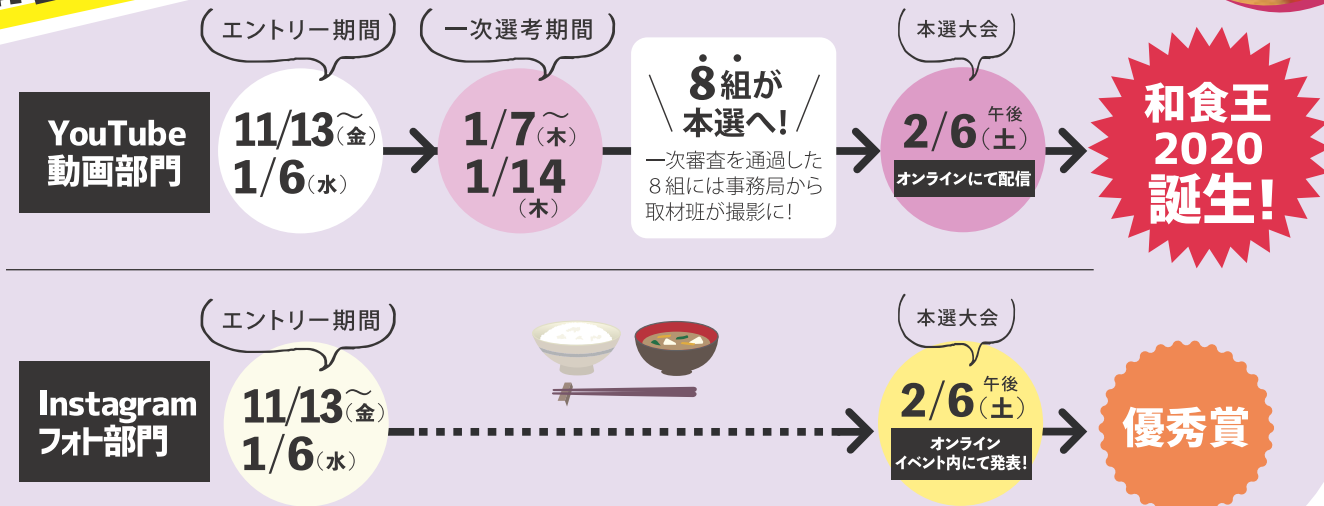 エントリー期間
一次選考期間
本選大会
YouTube
動画部門
11/13(金)～
1/6(水)
1/7(木)～
1/14
(木)
8組が
本選へ!
一次審査を通過した
8組には事務局から
取材班が撮影に!
2/6(土)午後
オンラインにて配信
和食王
2020
誕生!
エントリー期間
本選大会
Instagram
フォト部門
11/13(金)～
1/6(水)
2/6(土)午後
オンライン
イベント内にて発表!
優秀賞